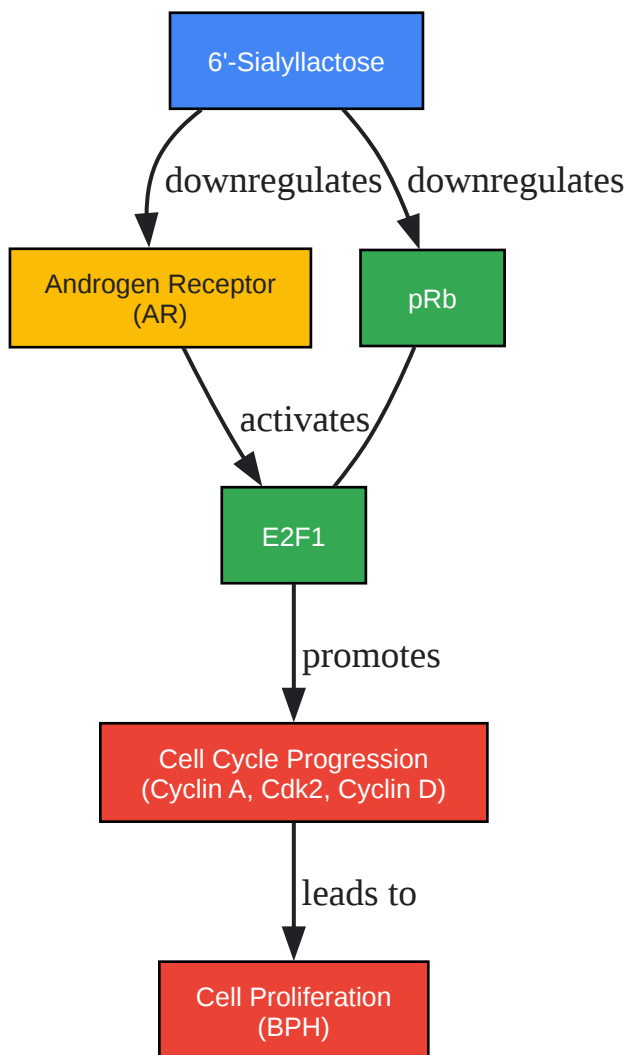 6'-Sialyllactose
downregulates
downregulates
Androgen Receptor
(AR)
pRb
activates
E2F1
promotes
Cell Cycle Progression
(Cyclin A, Cdk2, Cyclin D)
leads to
Cell Proliferation
(BPH)